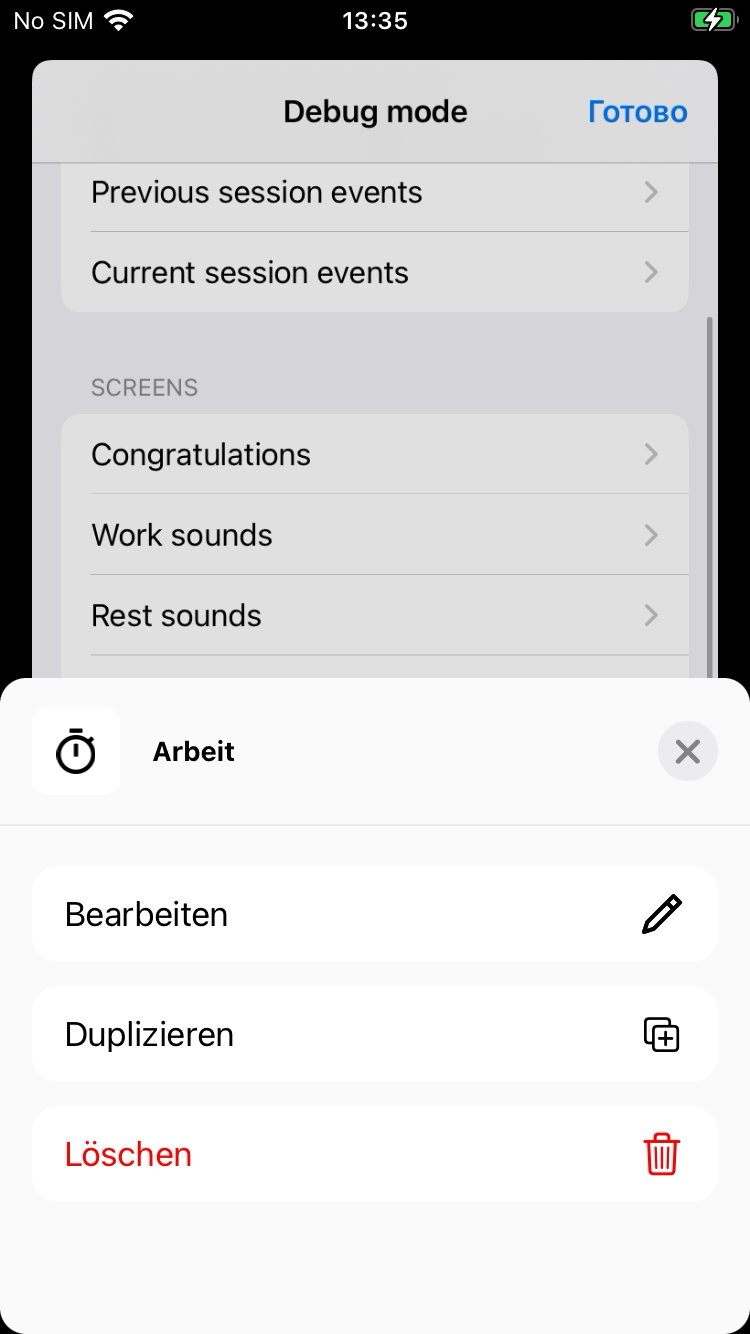 No SIM 13:35
Debug mode Готово
Previous session events
Current session events
SCREENS
Congratulations
Work sounds
Rest sounds
Arbeit
Bearbeiten
Duplizieren
Löschen